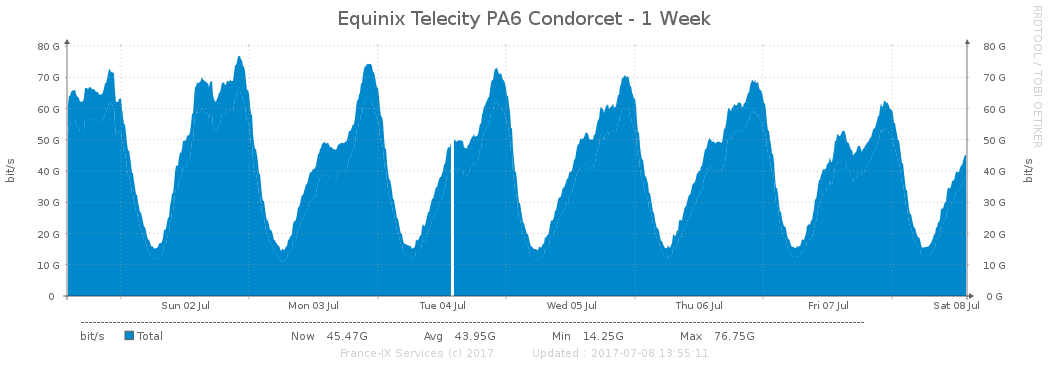 Equinix Telecity PA6 Condorcet - 1 Week
RRDTOOL / TOBI OETIKER
80 G 80 G
70 G 70 G
60 G 60 G
50 G 50 G
40 G 40 G
30 G 30 G
20 G 20 G
10 G 10 G
0 0 G
bit/s bit/s
Sun 02 Jul Mon 03 Jul Tue 04 Jul Wed 05 Jul Thu 06 Jul Fri 07 Jul Sat 08 Jul
bit/s Total Now 45.47G Avg 43.95G Min 14.25G Max 76.75G
France-IX Services (c) 2017 Updated : 2017-07-08 13:55:11